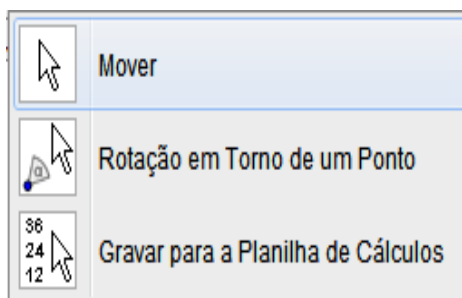 Mover
α
Rotação em Torno de um Ponto
36
24
12
Gravar para a Planilha de Cálculos